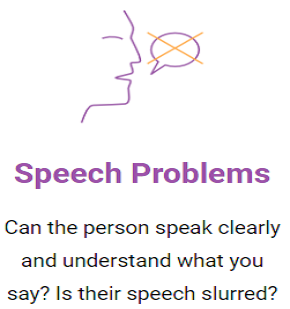 Speech Problems
Can the person speak clearly
and understand what you
say? Is their speech slurred?